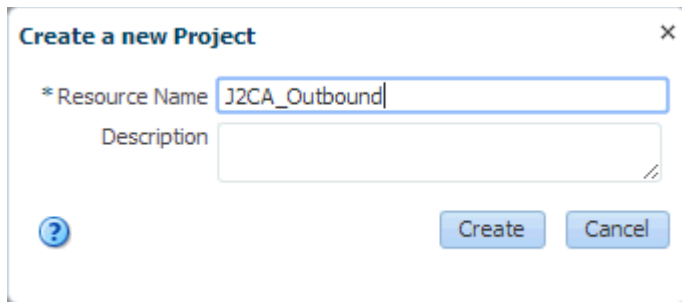 Create a new Project ×
* Resource Name J2CA_Outbound
Description
? Create Cancel